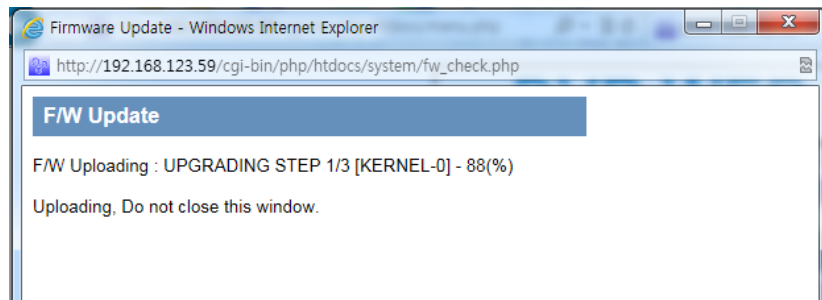 Firmware Update - Windows Internet Explorer
http://192.168.123.59/cgi-bin/php/htdocs/system/fw_check.php
F/W Update
F/W Uploading : UPGRADING STEP 1/3 [KERNEL-0] - 88(%)
Uploading, Do not close this window.